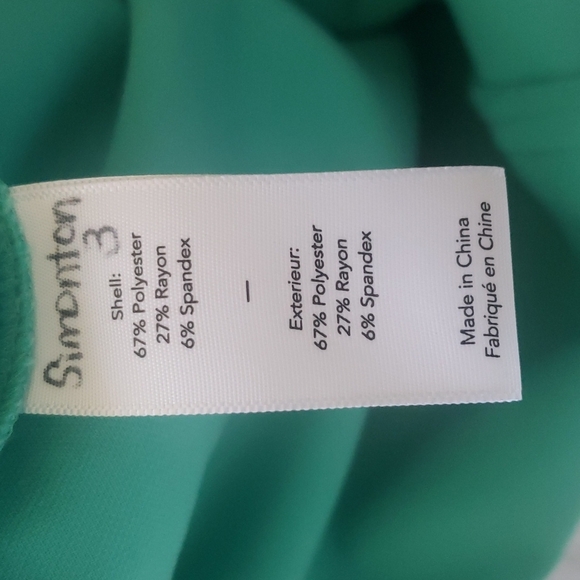 Simonton
3
Shell:
67% Polyester
27% Rayon
6% Spandex
–
Exterieur:
67% Polyester
27% Rayon
6% Spandex
Made in China
Fabriqué en Chine